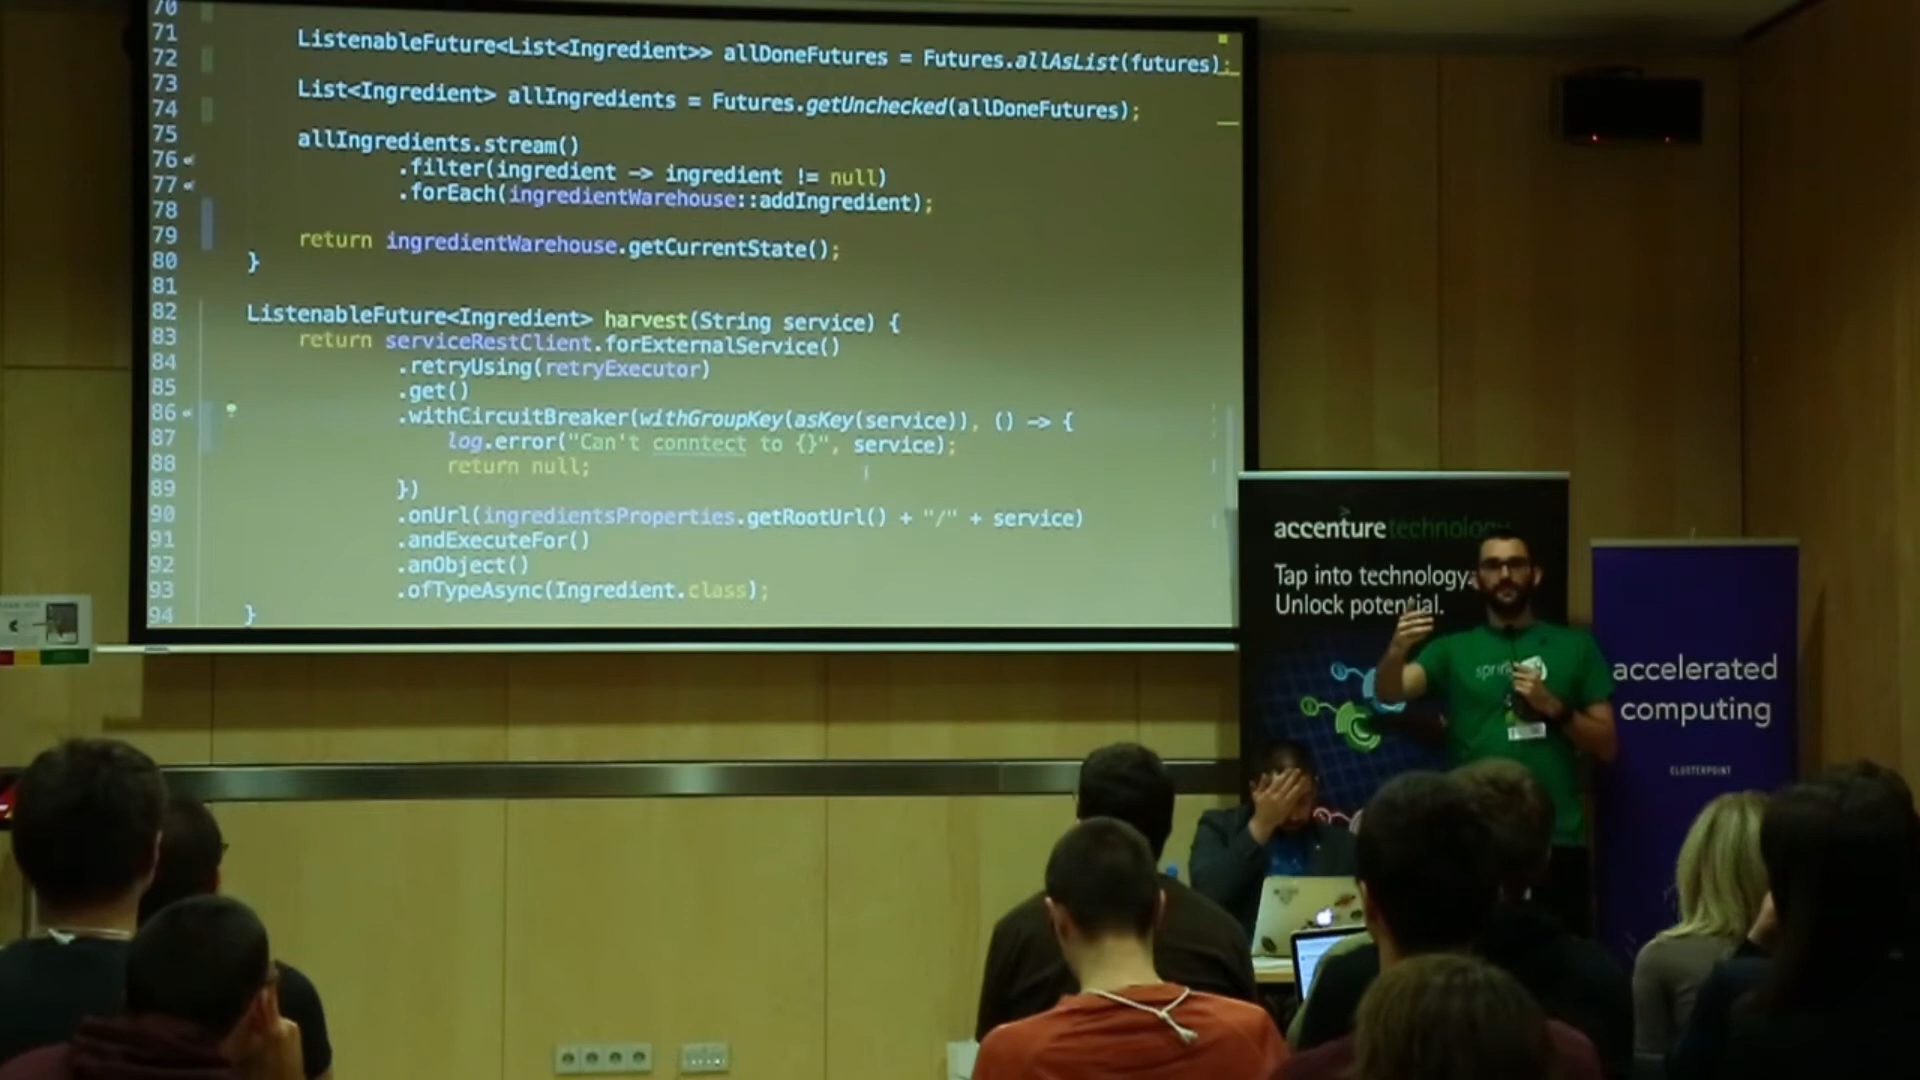 70
71
72 ListenableFuture<List<Ingredient>> allDoneFutures = Futures.allAsList(futures);
73
74 List<Ingredient> allIngredients = Futures.getUnchecked(allDoneFutures);
75
76 allIngredients.stream()
77 .filter(ingredient -> ingredient != null)
78 .forEach(ingredientWarehouse::addIngredient);
79
80 return ingredientWarehouse.getCurrentState();
81 }
82
83 ListenableFuture<Ingredient> harvest(String service) {
84 return serviceRestClient.forExternalService()
85 .retryUsing(retryExecutor)
86 .get()
87 .withCircuitBreaker(withGroupKey(asKey(service)), () -> {
88 log.error("Can't conntect to {}", service);
89 return null;
90 })
91 .onUrl(ingredientsProperties.getRootUrl() + "/" + service)
92 .andExecuteFor()
93 .anObject()
94 .ofTypeAsync(Ingredient.class);
}
accenturetechnology
Tap into technology.
Unlock potential.
accelerated
computing
CLUSTERPOINT